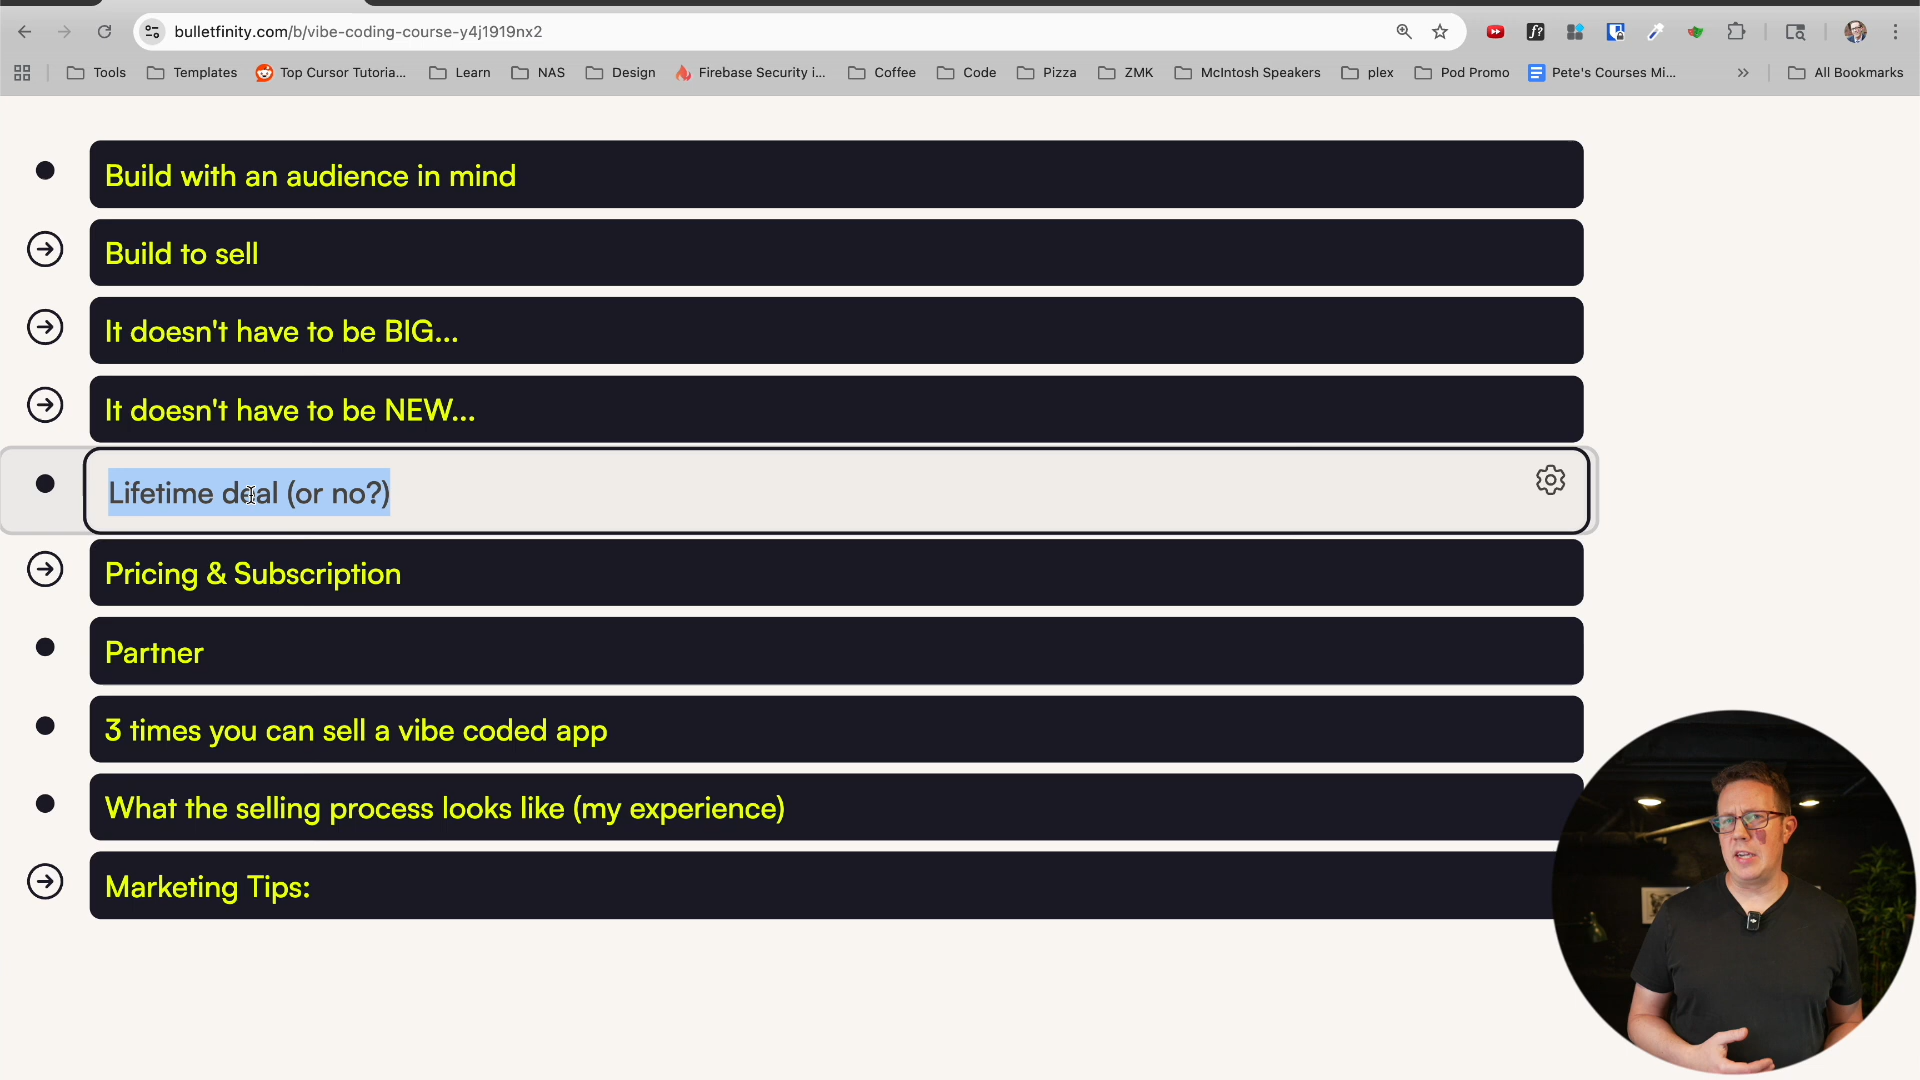 bulletfinity.com/b/vibe-coding-course-y4j1919nx2
f?
Tools
Templates
Top Cursor Tutoria...
Learn
NAS
Design
Firebase Security i...
Coffee
Code
Pizza
ZMK
McIntosh Speakers
plex
Pod Promo
Pete's Courses Mi...
»
All Bookmarks
Build with an audience in mind
Build to sell
It doesn't have to be BIG...
It doesn't have to be NEW...
Lifetime deal (or no?)
Pricing & Subscription
Partner
3 times you can sell a vibe coded app
What the selling process looks like (my experience)
Marketing Tips: